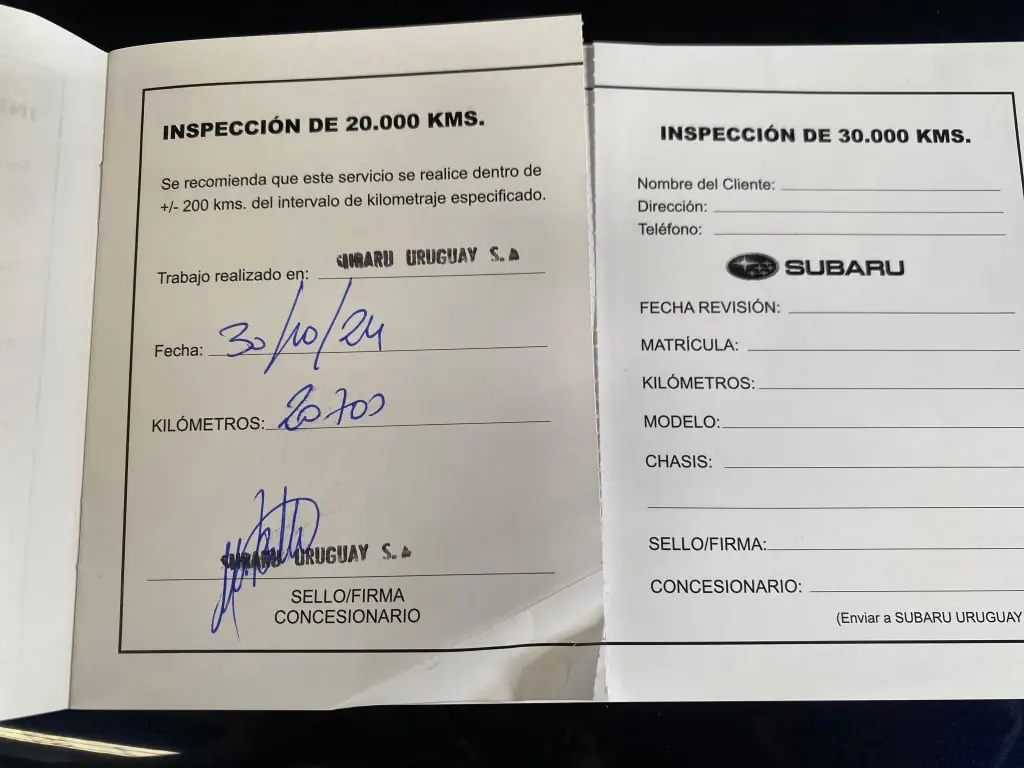 INSPECCIÓN DE 20.000 KMS.
Se recomienda que este servicio se realice dentro de
+/- 200 kms. del intervalo de kilometraje especificado.
SUBARU URUGUAY S.A
Trabajo realizado en:
Fecha: 30/10/24
KILÓMETROS: 20700
SUBARU URUGUAY S.A
SELLO/FIRMA
CONCESIONARIO
INSPECCIÓN DE 30.000 KMS.
Nombre del Cliente:
Dirección:
Teléfono:
SUBARU
FECHA REVISIÓN:
MATRÍCULA:
KILÓMETROS:
MODELO:
CHASIS:
SELLO/FIRMA:
CONCESIONARIO:
(Enviar a SUBARU URUGUAY